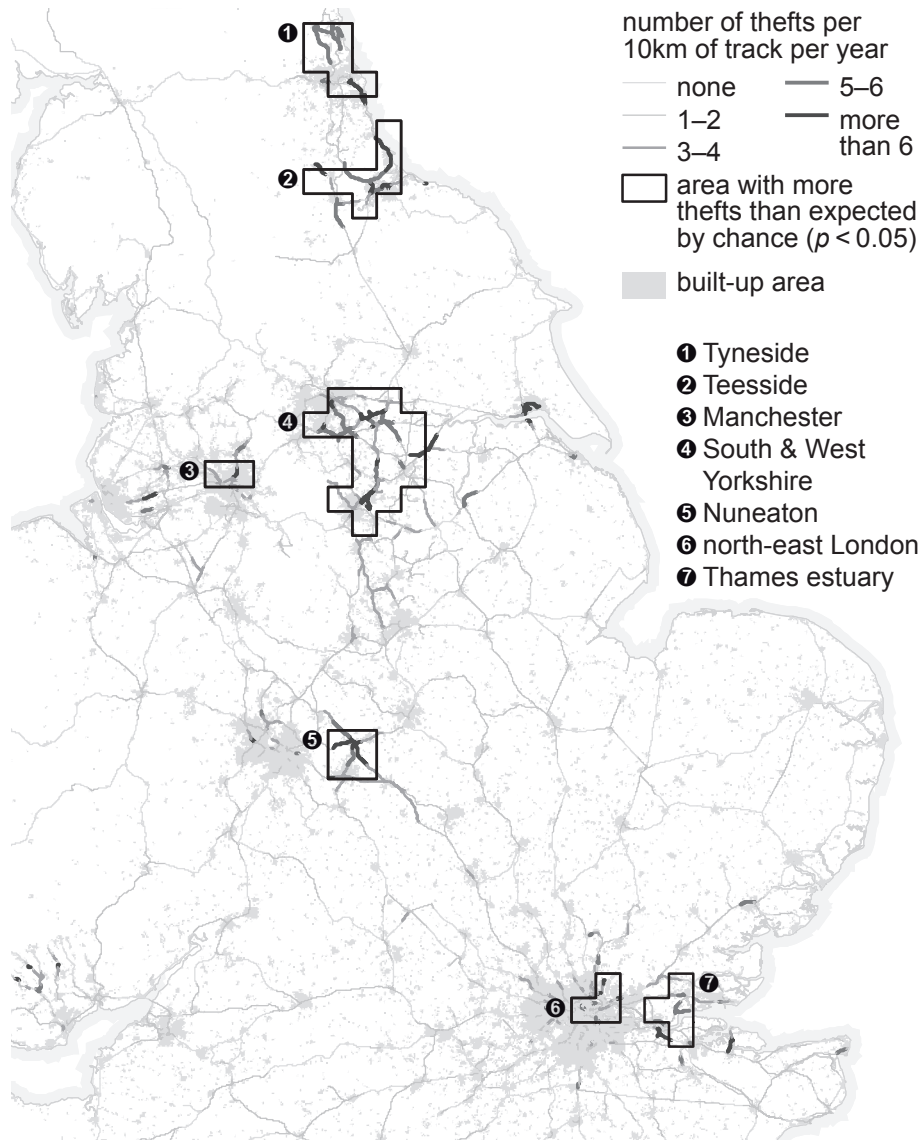 number of thefts per
10km of track per year
none
1–2
3–4
5–6
more
than 6
area with more
thefts than expected
by chance (p < 0.05)
built-up area
❶ Tyneside
❷ Teesside
❸ Manchester
❹ South & West
Yorkshire
❺ Nuneaton
❻ north-east London
❼ Thames estuary
❶
❷
❹
❸
❺
❼
❻